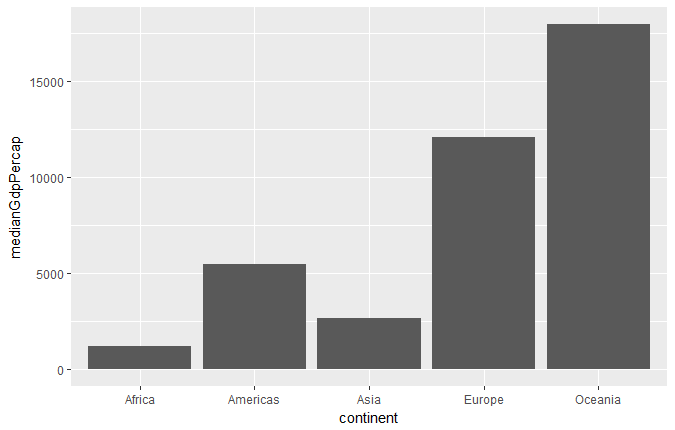 medianGdpPercap
15000
10000
5000
0
Africa Americas Asia Europe Oceania
continent